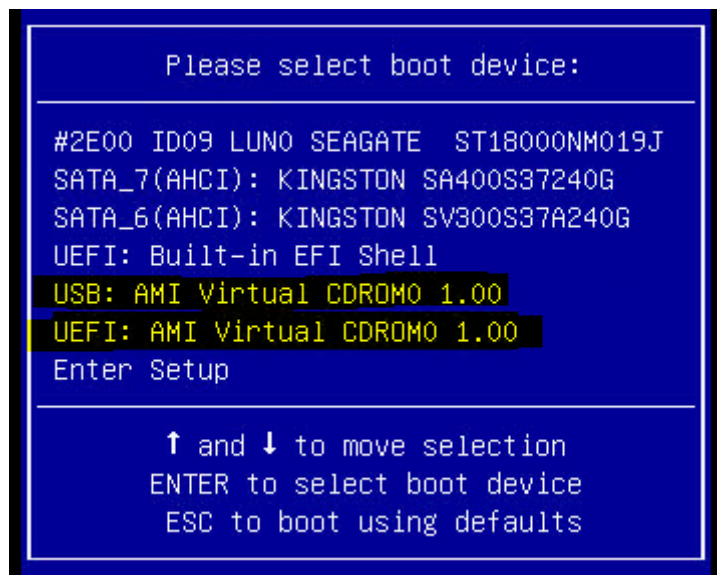 Please select boot device:
#2E00 ID09 LUN0 SEAGATE ST18000NM019J
SATA_7(AHCI): KINGSTON SA400S37240G
SATA_6(AHCI): KINGSTON SV300S37A240G
UEFI: Built-in EFI Shell
USB: AMI Virtual CDROM0 1.00
UEFI: AMI Virtual CDROM0 1.00
Enter Setup
↑ and ↓ to move selection
ENTER to select boot device
ESC to boot using defaults